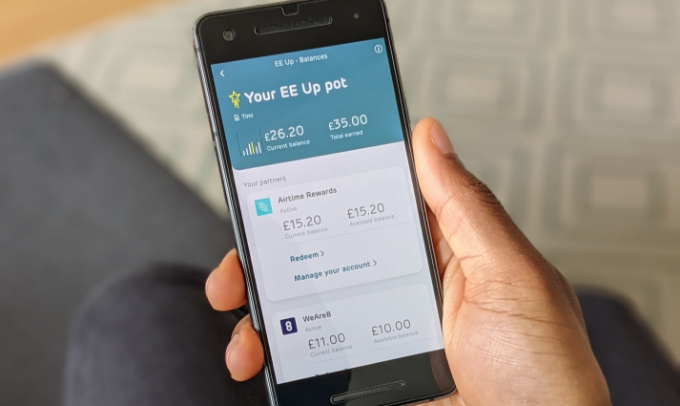 EE Up - Balances
Your EE Up pot
Timi
£26.20 £35.00
Current balance Total earned
Your partners
Airtime Rewards
Active
£15.20 £15.20
Current balance Available balance
Redeem >
Manage your account >
8 WeAre8
Active
£11.00 £10.00
Current balance Available balance